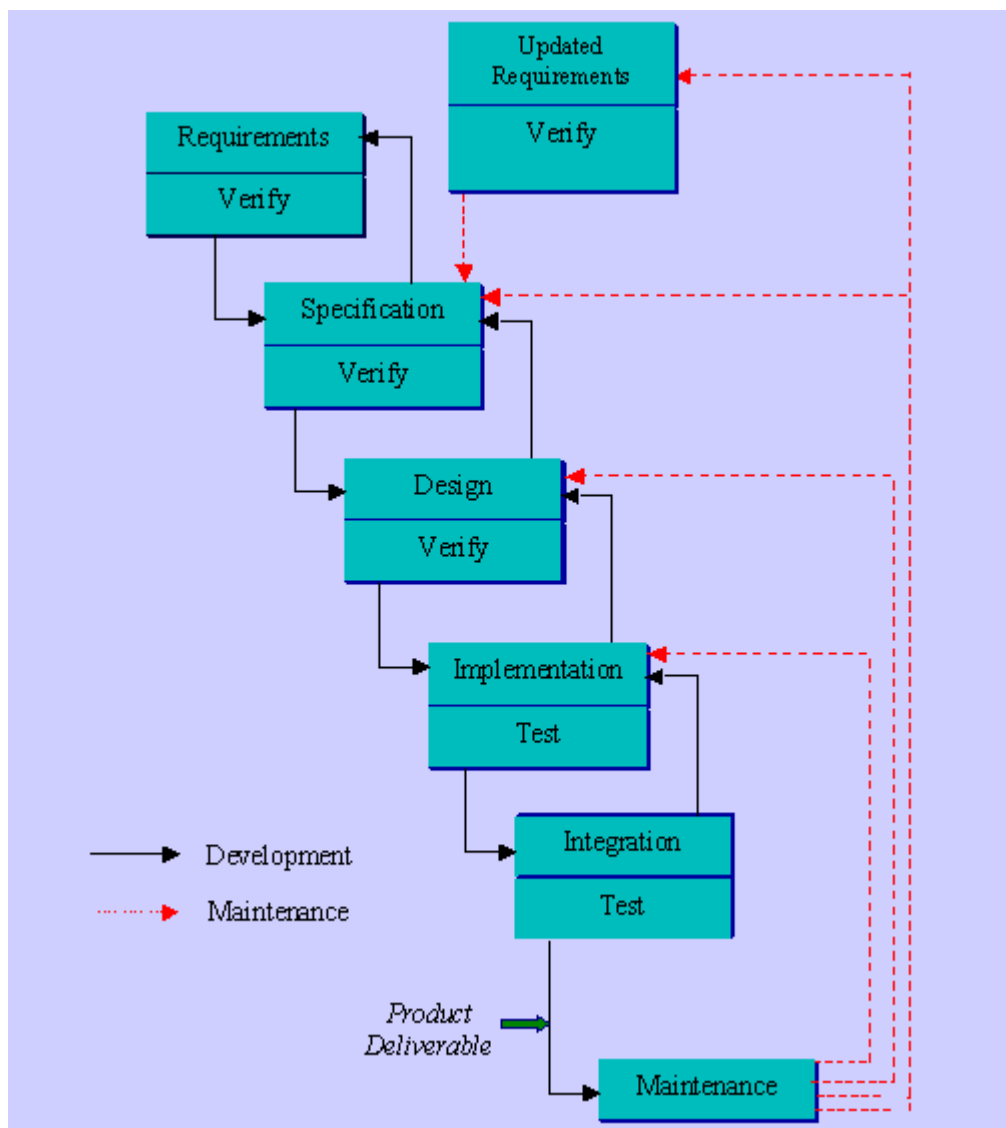 Updated
Requirements
Verify
Requirements
Verify
Specification
Verify
Design
Verify
Implementation
Test
Integration
Test
Development
Maintenance
Product
Deliverable
Maintenance